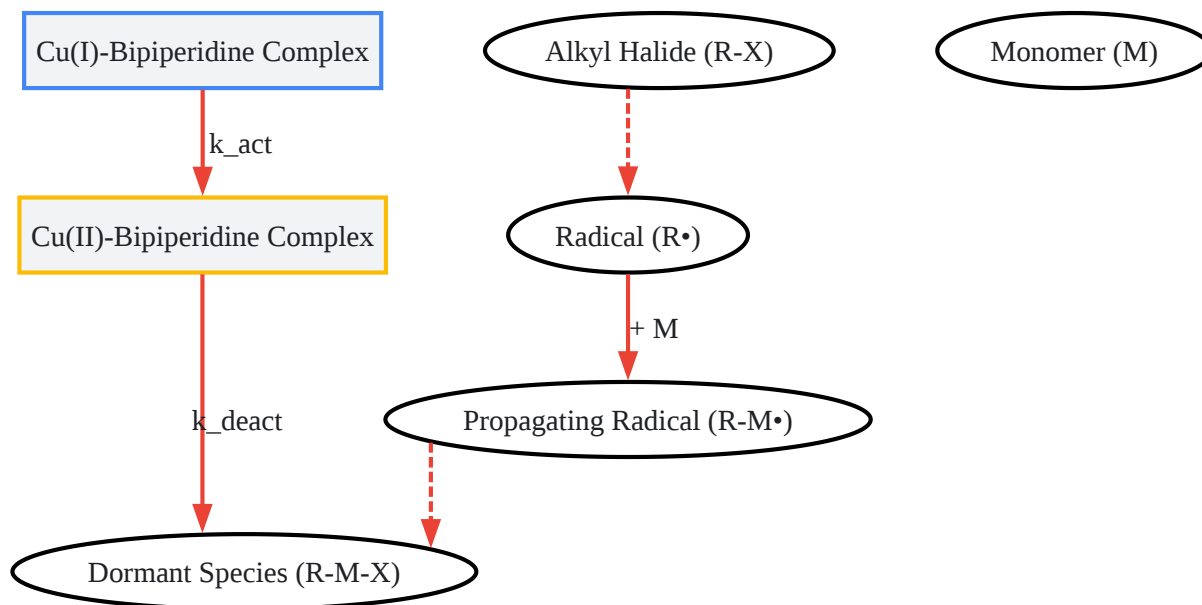 Cu(I)-Bipiperidine Complex
Alkyl Halide (R-X)
Monomer (M)
k_act
Cu(II)-Bipiperidine Complex
Radical (R•)
+ M
k_deact
Propagating Radical (R-M•)
Dormant Species (R-M-X)